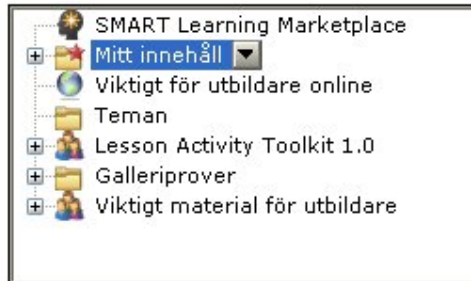 SMART Learning Marketplace
Mitt innehåll
Viktigt för utbildare online
Teman
Lesson Activity Toolkit 1.0
Galleriprover
Viktigt material för utbildare